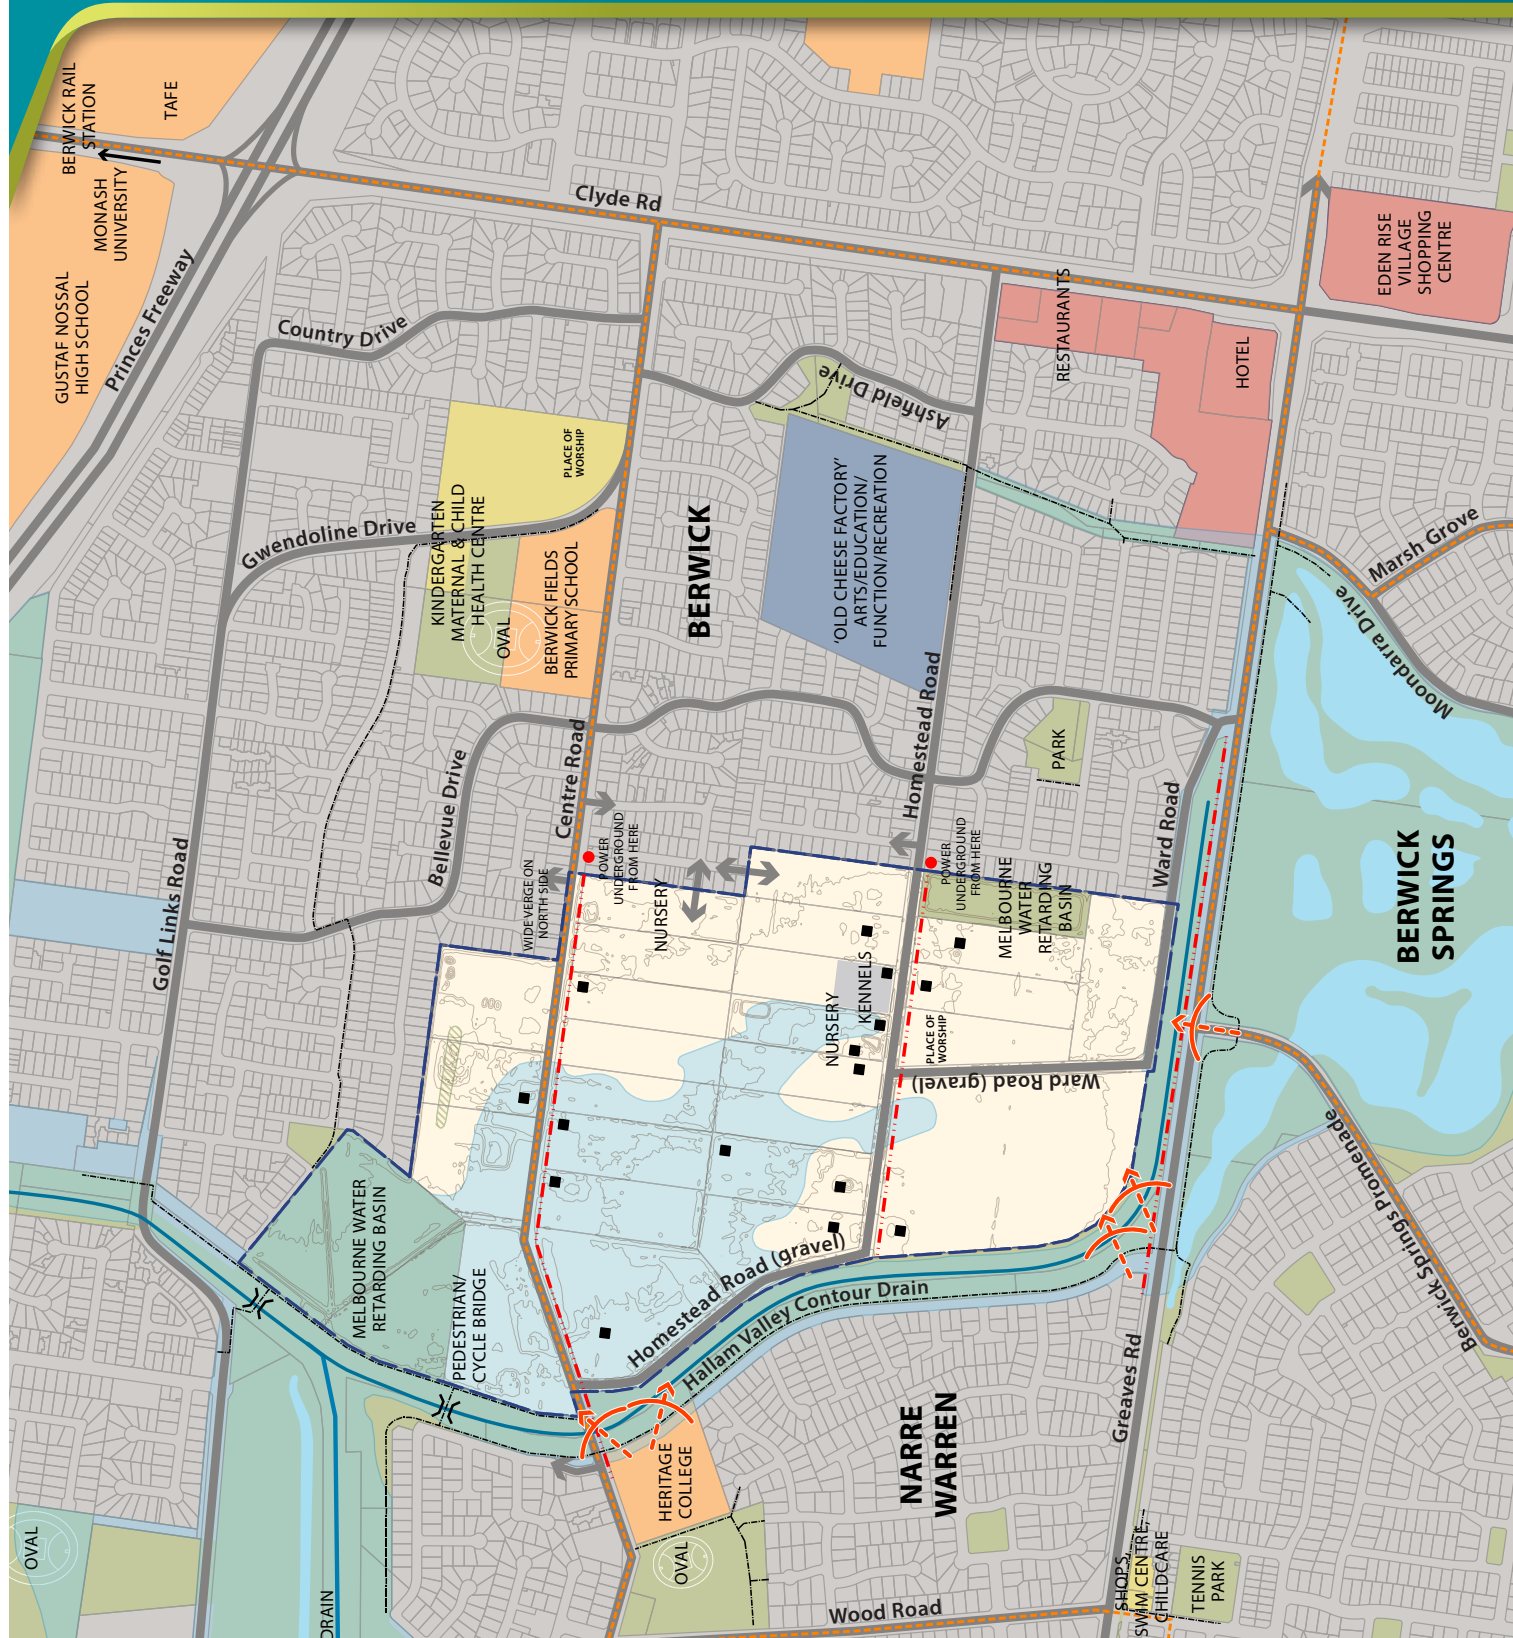 BERWICK RAIL
STATION
TAFE
MONASH
UNIVERSITY
GUSTAF NOSSAL
HIGH SCHOOL
Princes Freeway
Clyde Rd
Country Drive
EDEN RISE
VILLAGE
SHOPPING
CENTRE
RESTAURANTS
HOTEL
Ashfield Drive
PLACE OF
WORSHIP
KINDERGARTEN
MATERNAL & CHILD
HEALTH CENTRE
Gwendoline Drive
OVAL
BERWICK FIELDS
PRIMARY SCHOOL
BERWICK
'OLD CHEESE FACTORY'
ARTS/EDUCATION/
FUNCTION/RECREATION
Marsh Grove
Moondarra Drive
Homestead Road
Centre Road
Bellevue Drive
PARK
Ward Road
Golf Links Road
WIDE VERGE ON
NORTH SIDE
POWER
UNDERGROUND
FROM HERE
NURSERY
POWER
UNDERGROUND
FROM HERE
MELBOURNE
WATER
RETARDING
BASIN
BERWICK
SPRINGS
KENNELS
NURSERY
PLACE OF
WORSHIP
Ward Road (gravel)
Berwick Springs Promenade
MELBOURNE WATER
RETARDING BASIN
PEDESTRIAN/
CYCLE BRIDGE
Homestead Road (gravel)
Hallam Valley Contour Drain
Greaves Rd
NARRE
WARREN
HERITAGE
COLLEGE
OVAL
OVAL
DRAIN
Wood Road
SHOPS,
SWIM CENTRE,
CHILDCARE
TENNIS
PARK